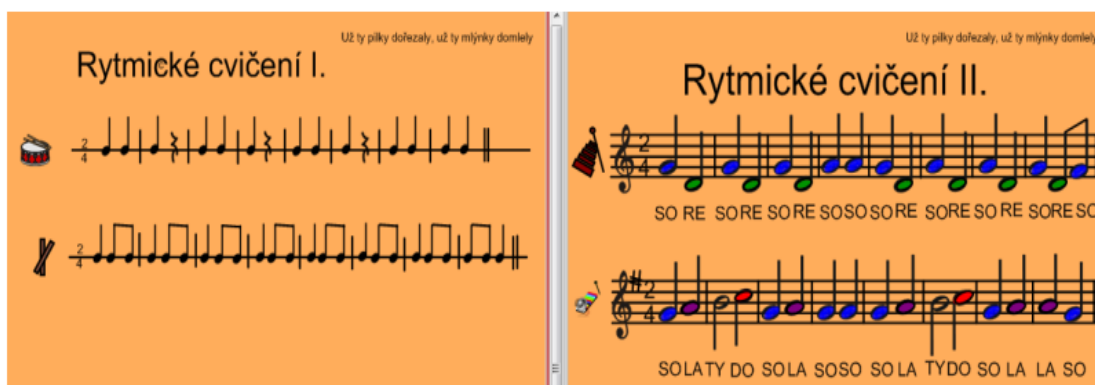 Už ty pilky dořezaly, už ty mlýnky domlely
Rytmické cvičení I.
2
4
2
4
Už ty pilky dořezaly, už ty mlýnky domlely
Rytmické cvičení II.
2
4
SO RE SO RE SO RE SO SO SO RE SO RE SO RE SO RE SO
2
4
SO LA TY DO SO LA SO SO SO LA TY DO SO LA LA SO